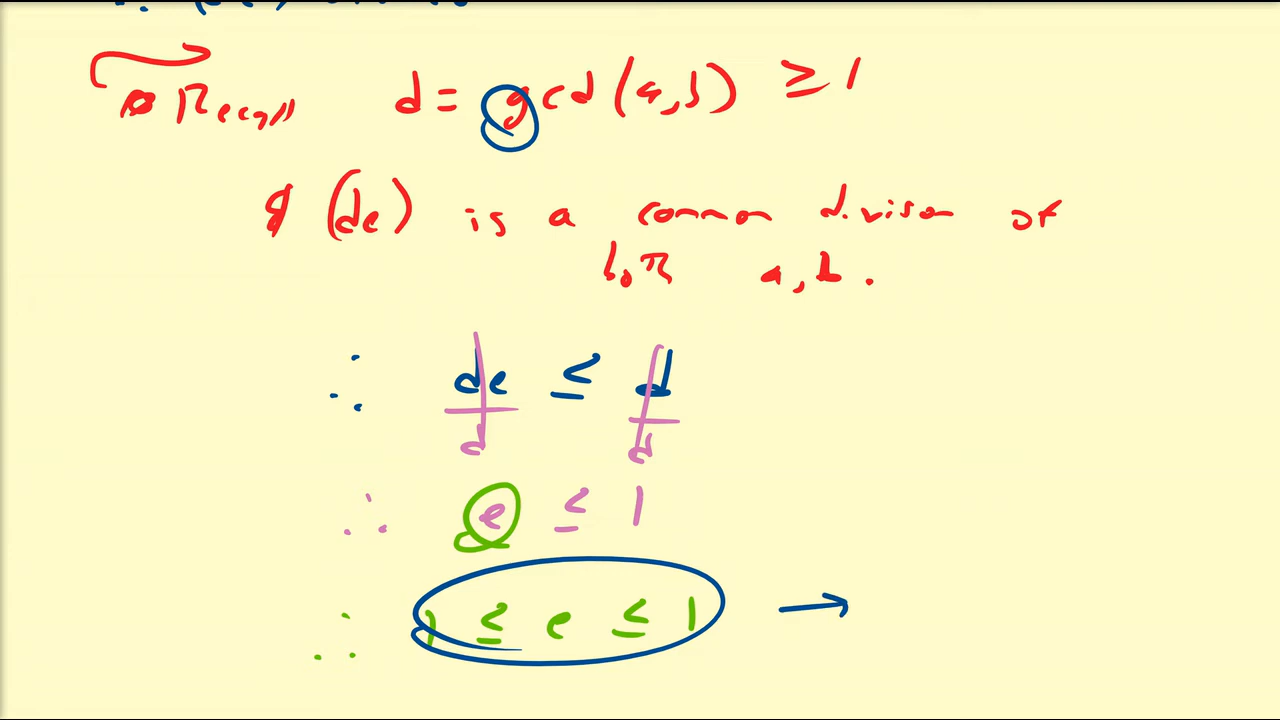 Recall d = gcd(a,b) ≥ 1
(de) is a common divisor of
both a,b.
∴ de/d ≤ d/d
∴ e ≤ 1
∴ 1 ≤ e ≤ 1 →